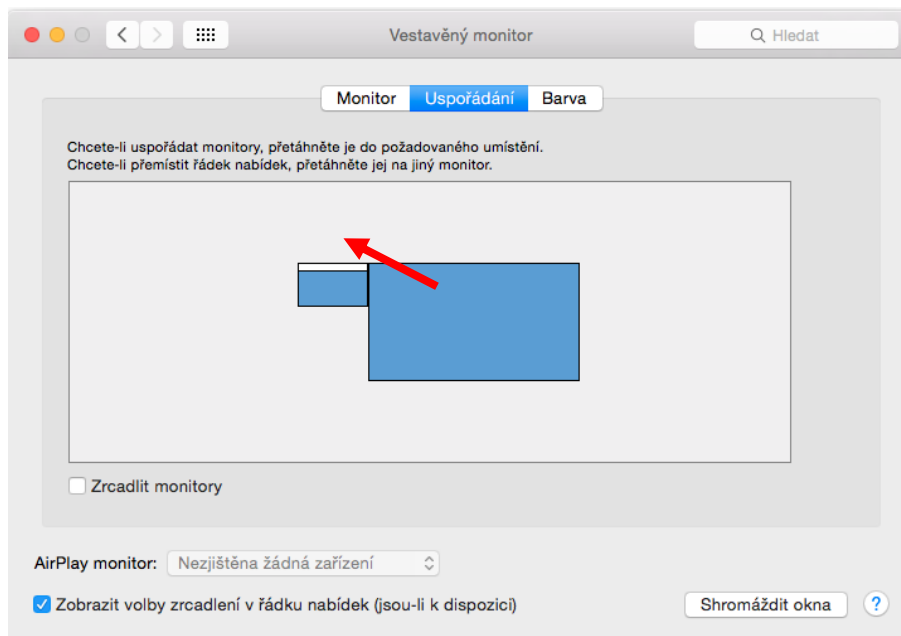 Vestavěný monitor
Hledat
Monitor
Uspořádání
Barva
Chcete-li uspořádat monitory, přetáhněte je do požadovaného umístění.
Chcete-li přemístit řádek nabídek, přetáhněte jej na jiný monitor.
Zrcadlit monitory
AirPlay monitor: Nezjištěna žádná zařízení
Zobrazit volby zrcadlení v řádku nabídek (jsou-li k dispozici)
Shromáždit okna
?